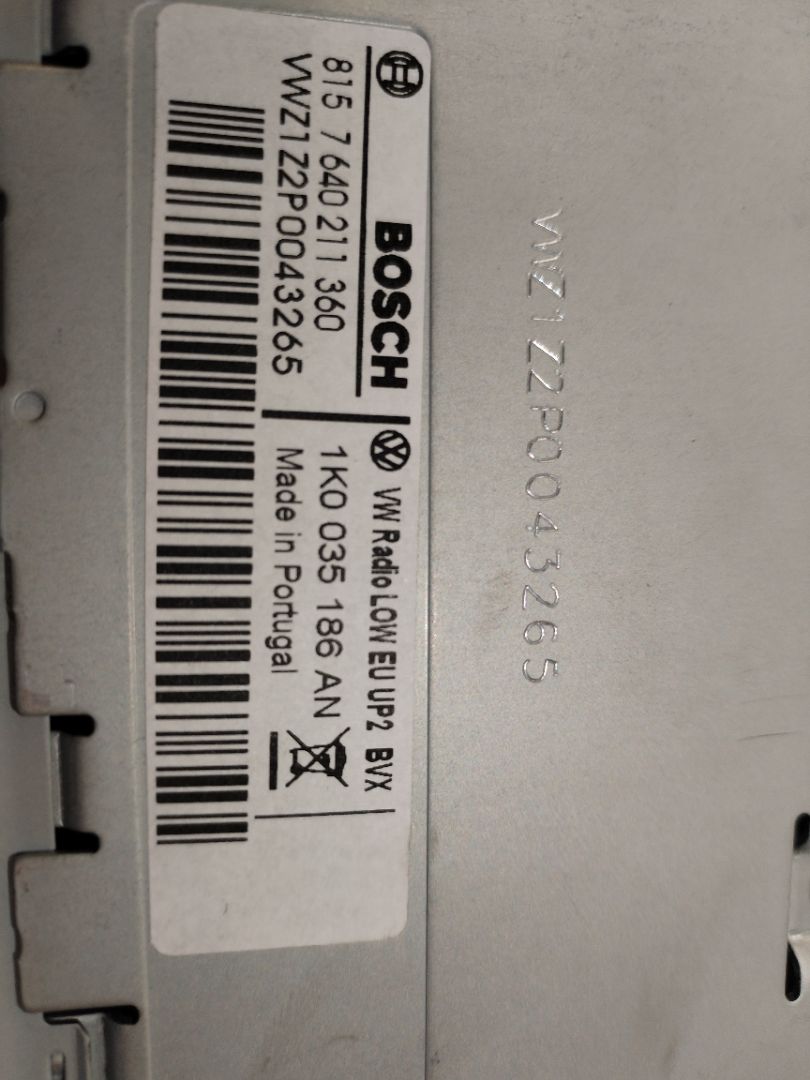 BOSCH
815 7 640 211 360
VWZ1Z2P0043265
VW Radio LOW EU UP2 BVX
1K0 035 186 AN
Made in Portugal
VWZ1Z2P0043265